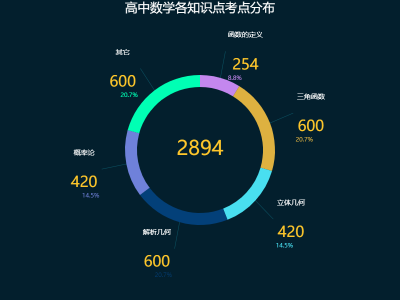 高中数学各知识点考点分布
函数的定义
254
8.8%
其它
600
20.7%
三角函数
600
20.7%
2894
概率论
420
14.5%
立体几何
420
14.5%
解析几何
600
20.7%